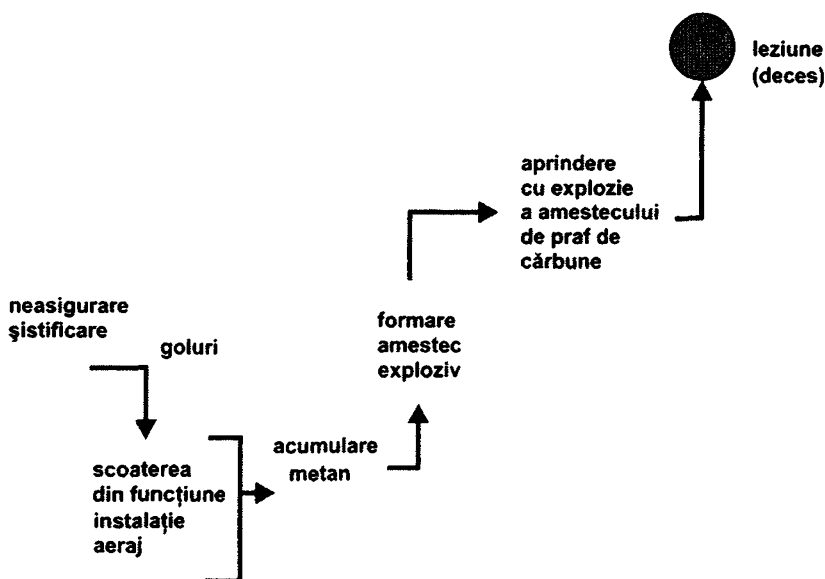 leziune
(deces)
aprindere
cu explozie
a amestecului
de praf de
cărbune
neasigurare
şistificare
goluri
formare
amestec
exploziv
acumulare
metan
scoaterea
din funcţiune
instalaţie
aeraj